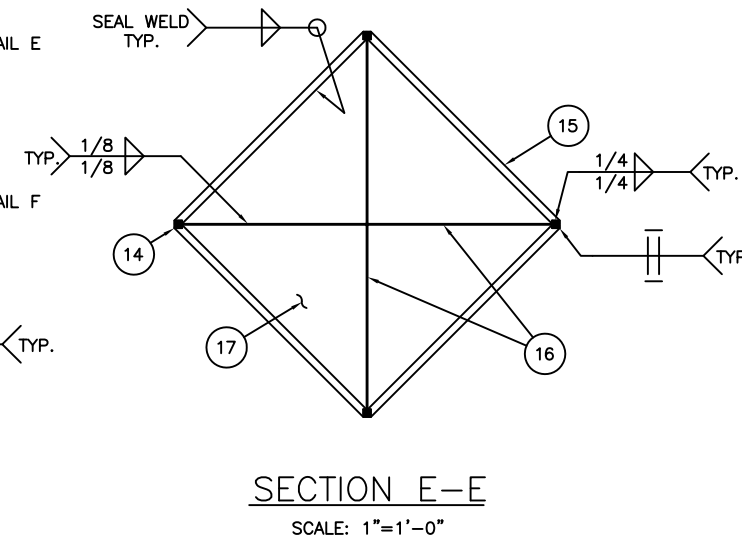 SEAL WELD
TYP.
AIL E
15
TYP.
1/8
1/8
1/4
1/4
TYP.
AIL F
14
TYP
17
16
TYP.
SECTION E-E
SCALE: 1"=1'-0"